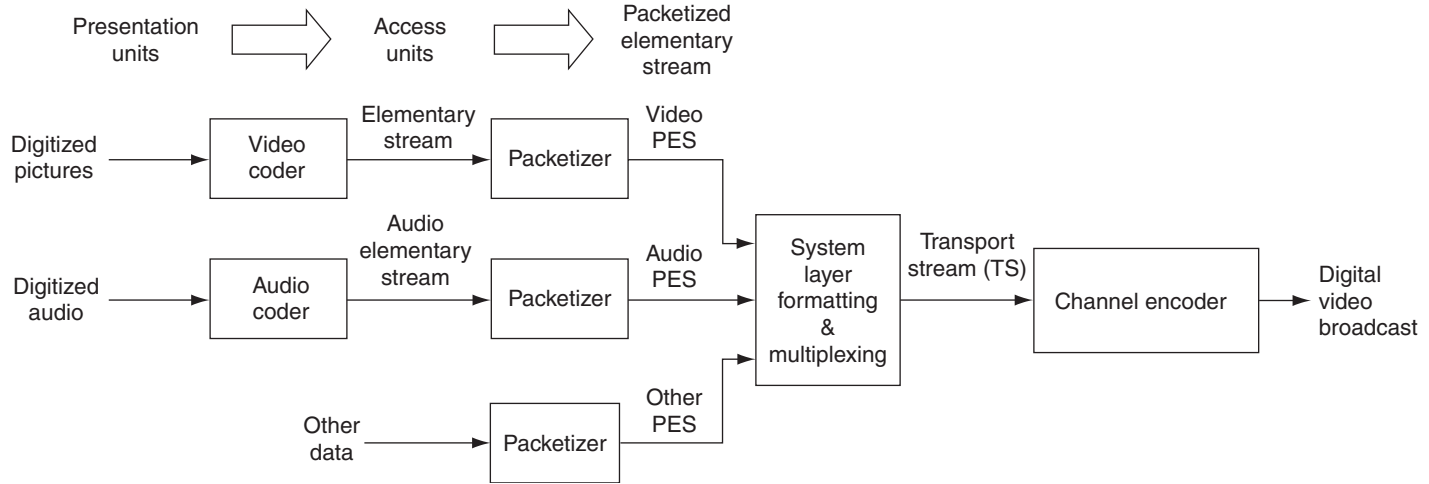 Presentation
units
Access
units
Packetized
elementary
stream
Digitized
pictures
Video
coder
Elementary
stream
Packetizer
Video
PES
Digitized
audio
Audio
coder
Audio
elementary
stream
Packetizer
Audio
PES
System
layer
formatting
&
multiplexing
Transport
stream (TS)
Channel encoder
Digital
video
broadcast
Other
data
Packetizer
Other
PES